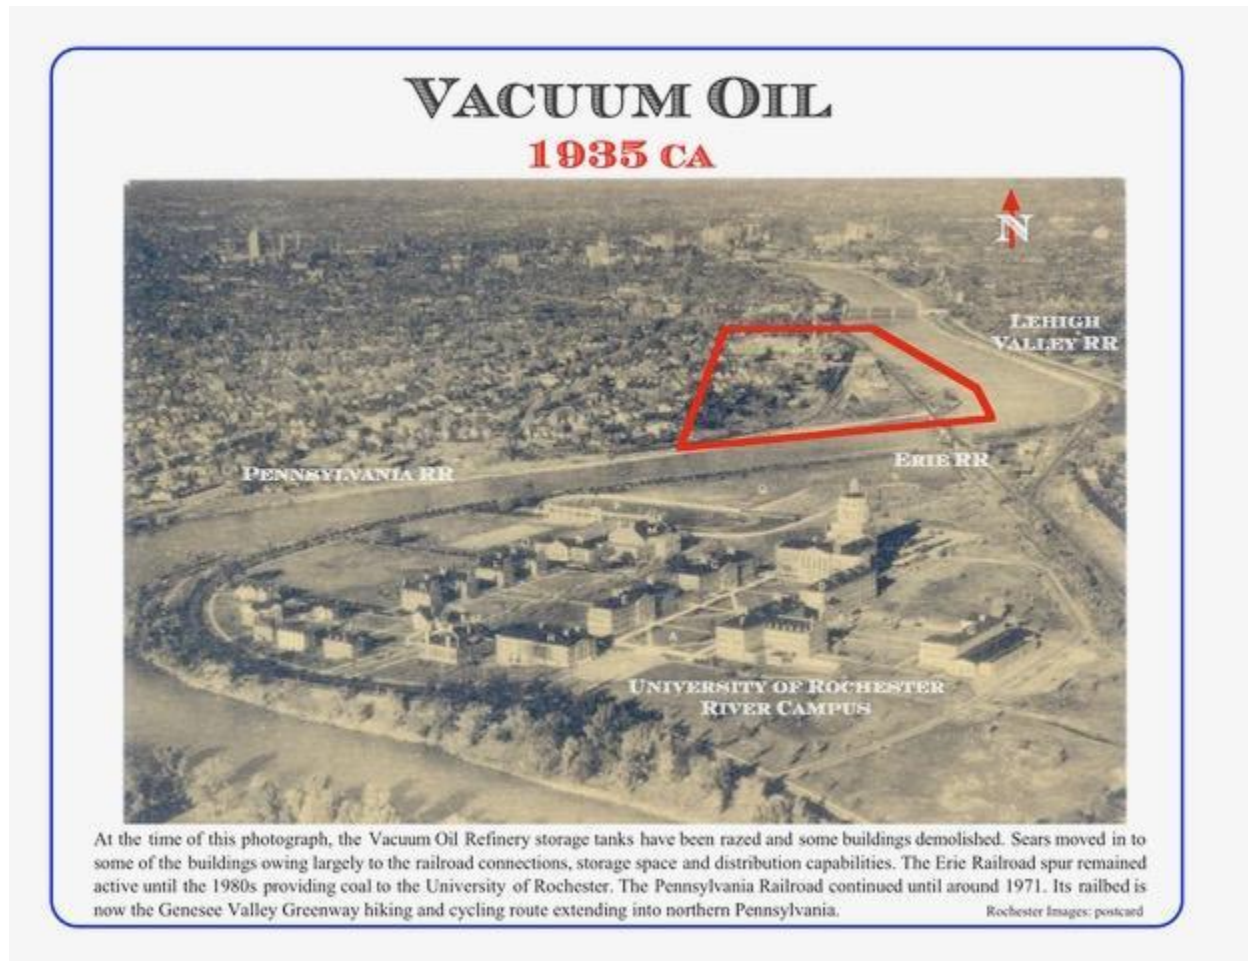 VACUUM OIL
1935 CA
N
LEHIGH
VALLEY RR
PENNSYLVANIA RR
ERIE RR
UNIVERSITY OF ROCHESTER
RIVER CAMPUS
At the time of this photograph, the Vacuum Oil Refinery storage tanks have been razed and some buildings demolished. Sears moved in to
some of the buildings owing largely to the railroad connections, storage space and distribution capabilities. The Erie Railroad spur remained
active until the 1980s providing coal to the University of Rochester. The Pennsylvania Railroad continued until around 1971. Its railbed is
now the Genesee Valley Greenway hiking and cycling route extending into northern Pennsylvania.
Rochester Images: postcard